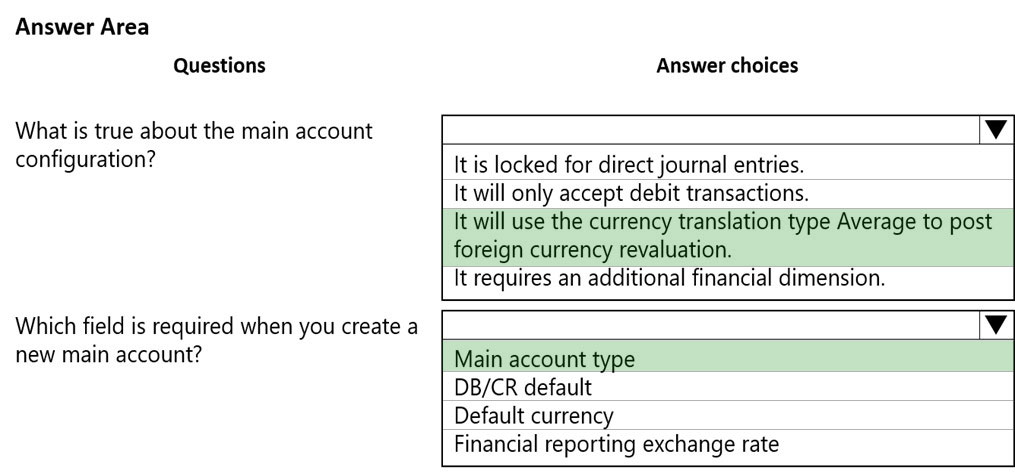 Answer Area
Questions
Answer choices
What is true about the main account
configuration?
It is locked for direct journal entries.
It will only accept debit transactions.
It will use the currency translation type Average to post
foreign currency revaluation.
It requires an additional financial dimension.
Which field is required when you create a
new main account?
Main account type
DB/CR default
Default currency
Financial reporting exchange rate